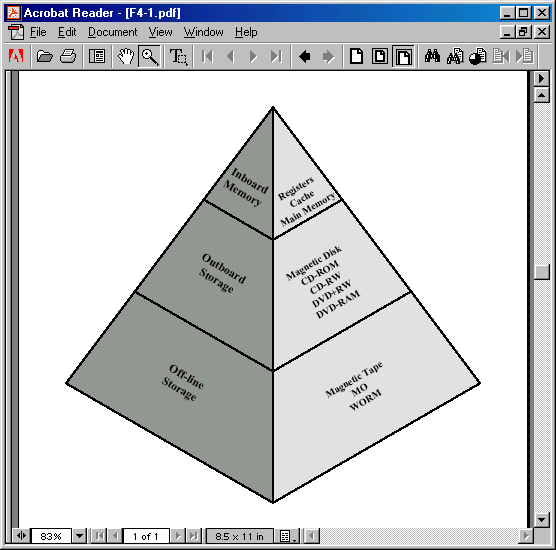 Acrobat Reader - [F4-1.pdf]
File Edit Document View Window Help
Inboard
Memory
Registers
Cache
Main Memory
Outboard
Storage
Magnetic Disk
CD-ROM
CD-RW
DVD+RW
DVD-RAM
Off-line
Storage
Magnetic Tape
MO
WORM
83% 1 of 1 8.5 x 11 in